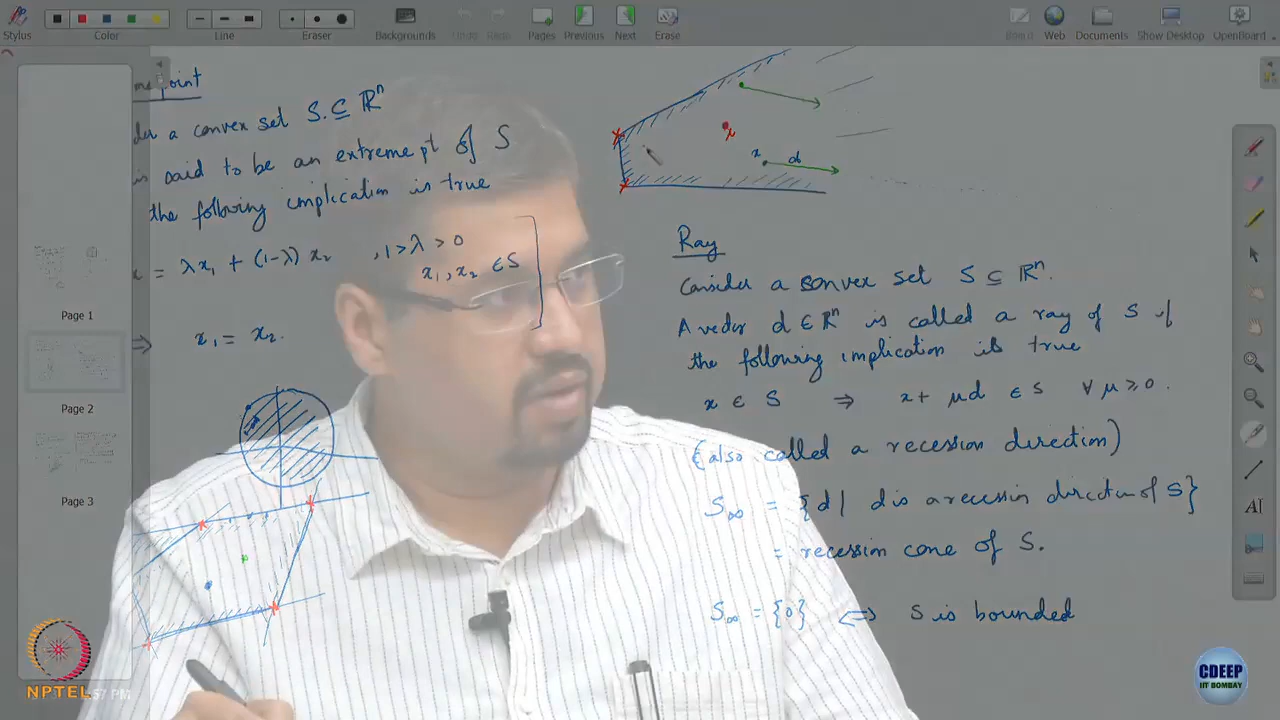 Stylus
Color
Line
Eraser
Backgrounds
Undo
Redo
Pages
Previous
Next
Erase
Board
Web
Documents
Show Desktop
OpenBoard
me point
der a convex set S ⊆ ℝⁿ
is said to be an extreme pt of S
the following implication is true
x = λx₁ + (1-λ) x₂ , 1>λ>0
x₁, x₂ ∈ S
⇒ x₁ = x₂.
Page 1
Page 2
Page 3
x
x d
Ray
Consider a convex set S ⊆ ℝⁿ.
A vector d ∈ ℝⁿ is called a ray of S if
the following implication is true
x ∈ S ⇒ x + μd ∈ S ∀ μ ≥ 0.
(also called a recession direction)
S∞ = {d | d is a recession direction of S}
= recession cone of S.
S∞ = {0} ⇔ S is bounded
NPTEL
:57 PM
CDEEP
IIT BOMBAY